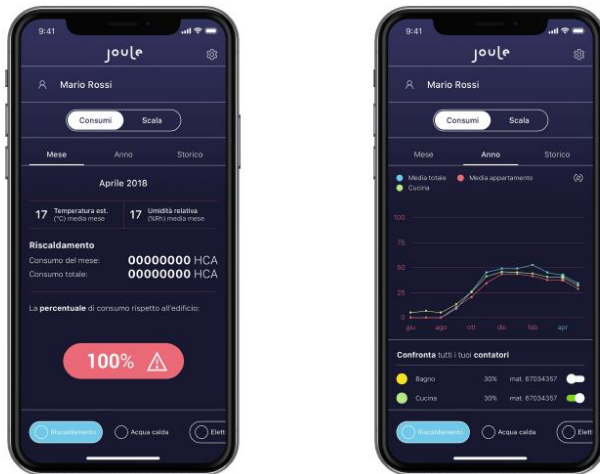 9:41
joule
Mario Rossi
Consumi Scala
Mese Anno Storico
Aprile 2018
17 Temperatura est. (°C) media mese
17 Umidità relativa (%Rh) media mese
Riscaldamento
Consumo del mese: 00000000 HCA
Consumo totale: 00000000 HCA
La percentuale di consumo rispetto all'edificio:
100%
Riscaldamento Acqua calda Elett
9:41
joule
Mario Rossi
Consumi Scala
Mese Anno Storico
Media totale Media appartamento
Cucina
100
75
50
25
0
giu ago ott dic feb apr
Confronta tutti i tuoi contatori
Bagno 30% mat. 67034357
Cucina 30% mat. 67034357
Riscaldamento Acqua calda Elett